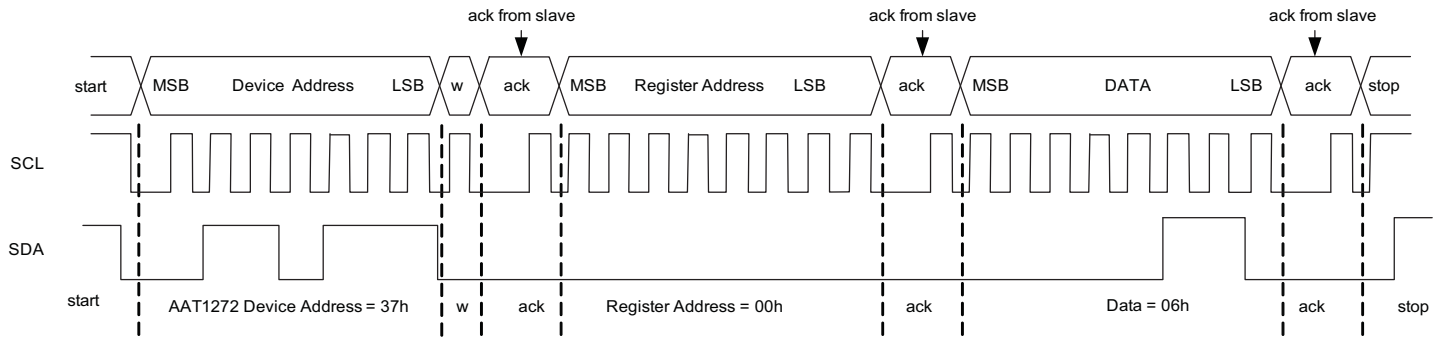 ack from slave ack from slave ack from slave
start MSB Device Address LSB w ack MSB Register Address LSB ack MSB DATA LSB ack stop
SCL
SDA
start AAT1272 Device Address = 37h w ack Register Address = 00h ack Data = 06h ack stop